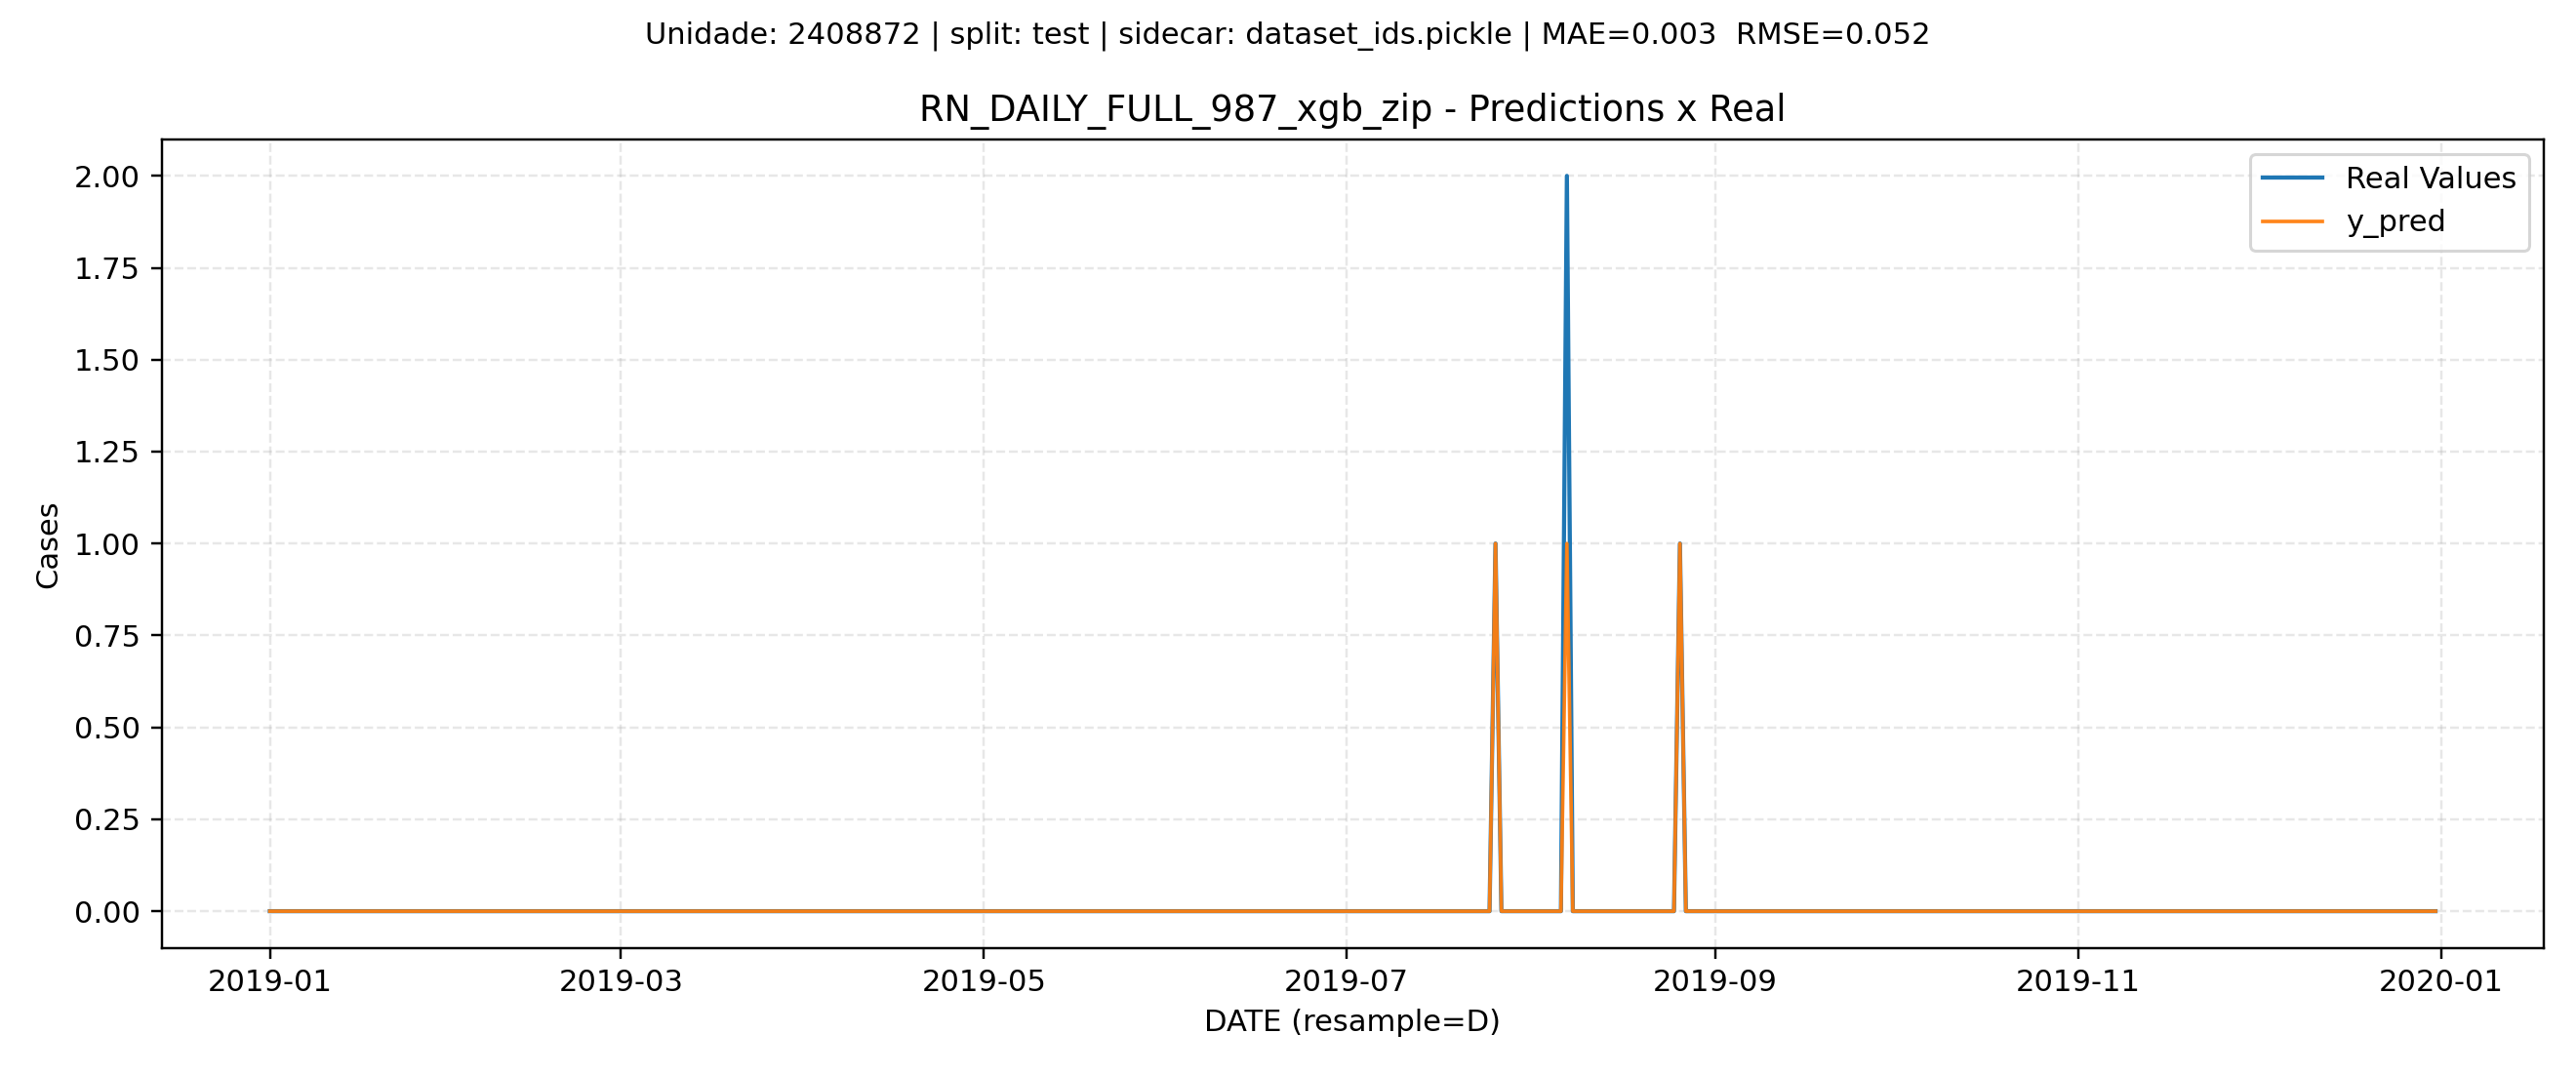 Unidade: 2408872 | split: test | sidecar: dataset_ids.pickle | MAE=0.003  RMSE=0.052
RN_DAILY_FULL_987_xgb_zip - Predictions x Real
Real Values
y_pred
Cases
2.00
1.75
1.50
1.25
1.00
0.75
0.50
0.25
0.00
2019-01
2019-03
2019-05
2019-07
2019-09
2019-11
2020-01
DATE (resample=D)